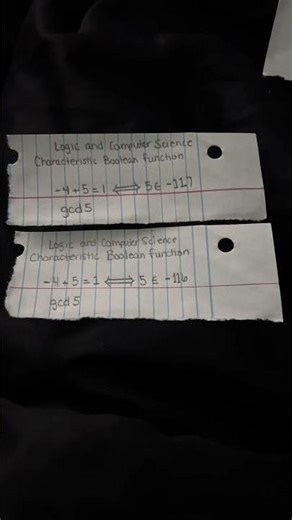 Logic and Computer Science
Characteristic Boolean function
-4+5=1 ⟺ 5 ∈ -117
gcd 5
Logic and Computer Science
Characteristic Boolean function
-4+5=1 ⟺ 5 ∈ -116
gcd 5